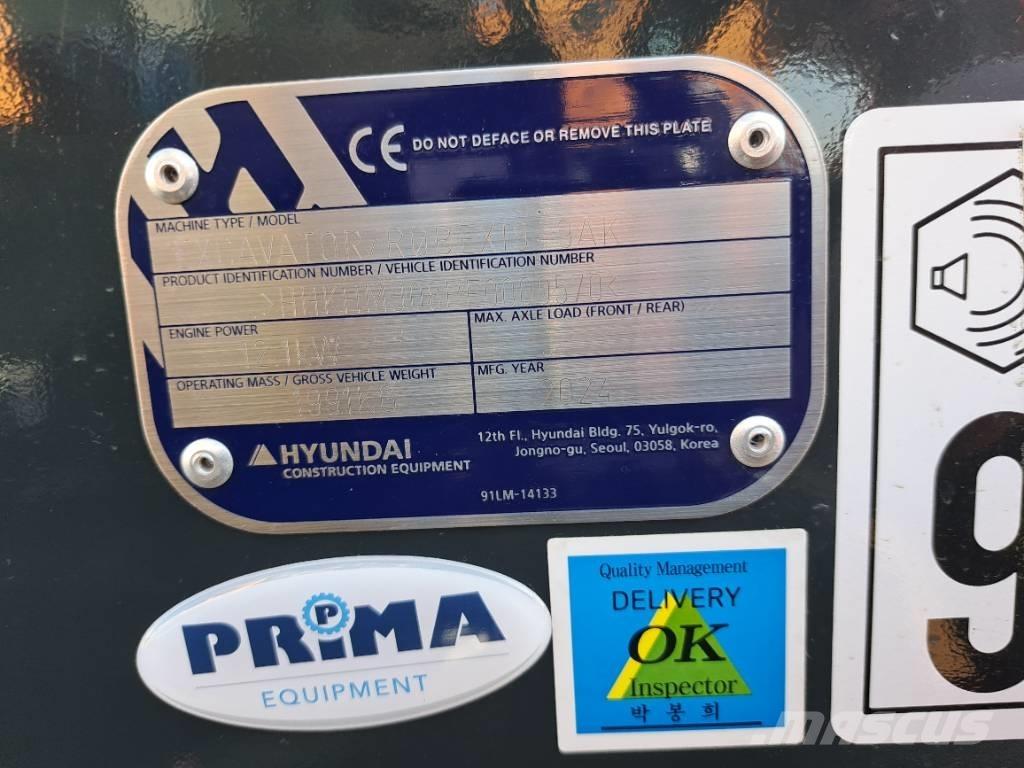 CE DO NOT DEFACE OR REMOVE THIS PLATE
MACHINE TYPE / MODEL
EXCAVATOR
PRODUCT IDENTIFICATION NUMBER / VEHICLE IDENTIFICATION NUMBER
ENGINE POWER
MAX. AXLE LOAD (FRONT / REAR)
OPERATING MASS / GROSS VEHICLE WEIGHT
MFG. YEAR
2024
HYUNDAI
CONSTRUCTION EQUIPMENT
12th Fl., Hyundai Bldg. 75, Yulgok-ro,
Jongno-gu, Seoul, 03058, Korea
91LM-14133
PRiMA
EQUIPMENT
Quality Management
DELIVERY
OK
Inspector
박 봉 희
9
mascus